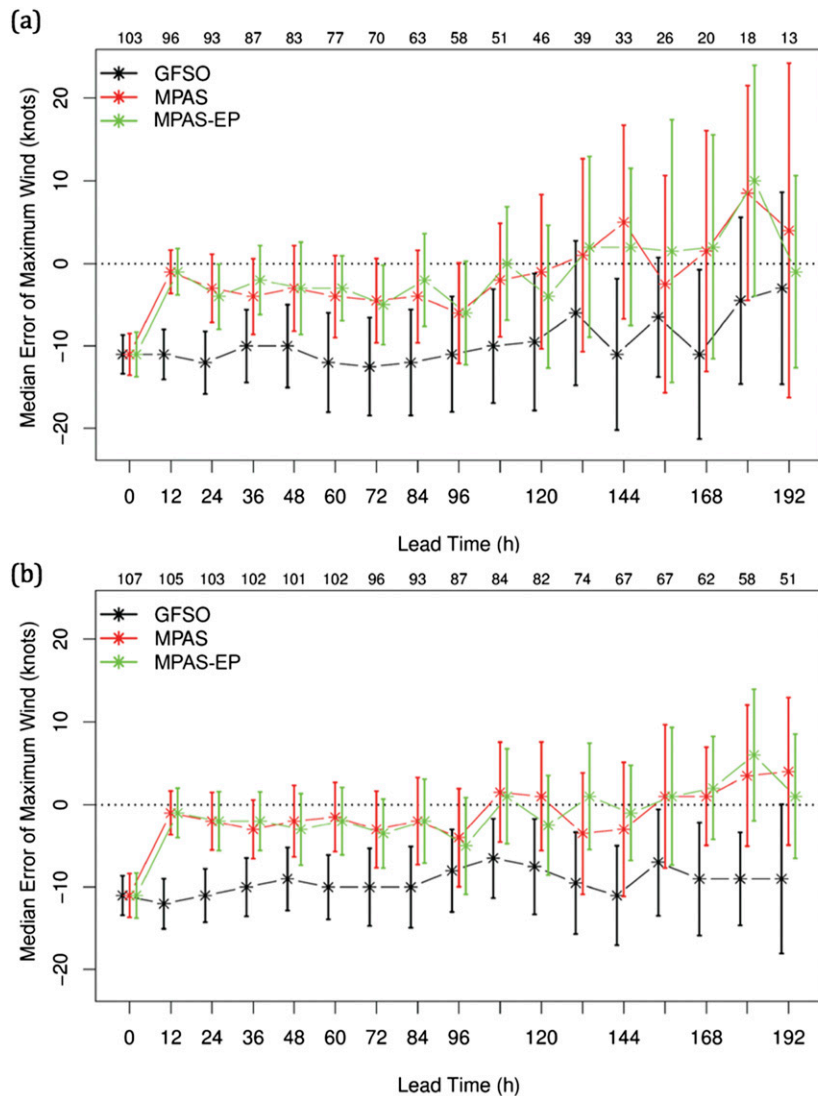 (a)
103 96 93 87 83 77 70 63 58 51 46 39 33 26 20 18 13
GFSO
MPAS
MPAS-EP
20
10
0
-10
-20
Median Error of Maximum Wind (knots)
0 12 24 36 48 60 72 84 96 120 144 168 192
Lead Time (h)
(b)
107 105 103 102 101 102 96 93 87 84 82 74 67 67 62 58 51
GFSO
MPAS
MPAS-EP
20
10
0
-10
-20
Median Error of Maximum Wind (knots)
0 12 24 36 48 60 72 84 96 120 144 168 192
Lead Time (h)